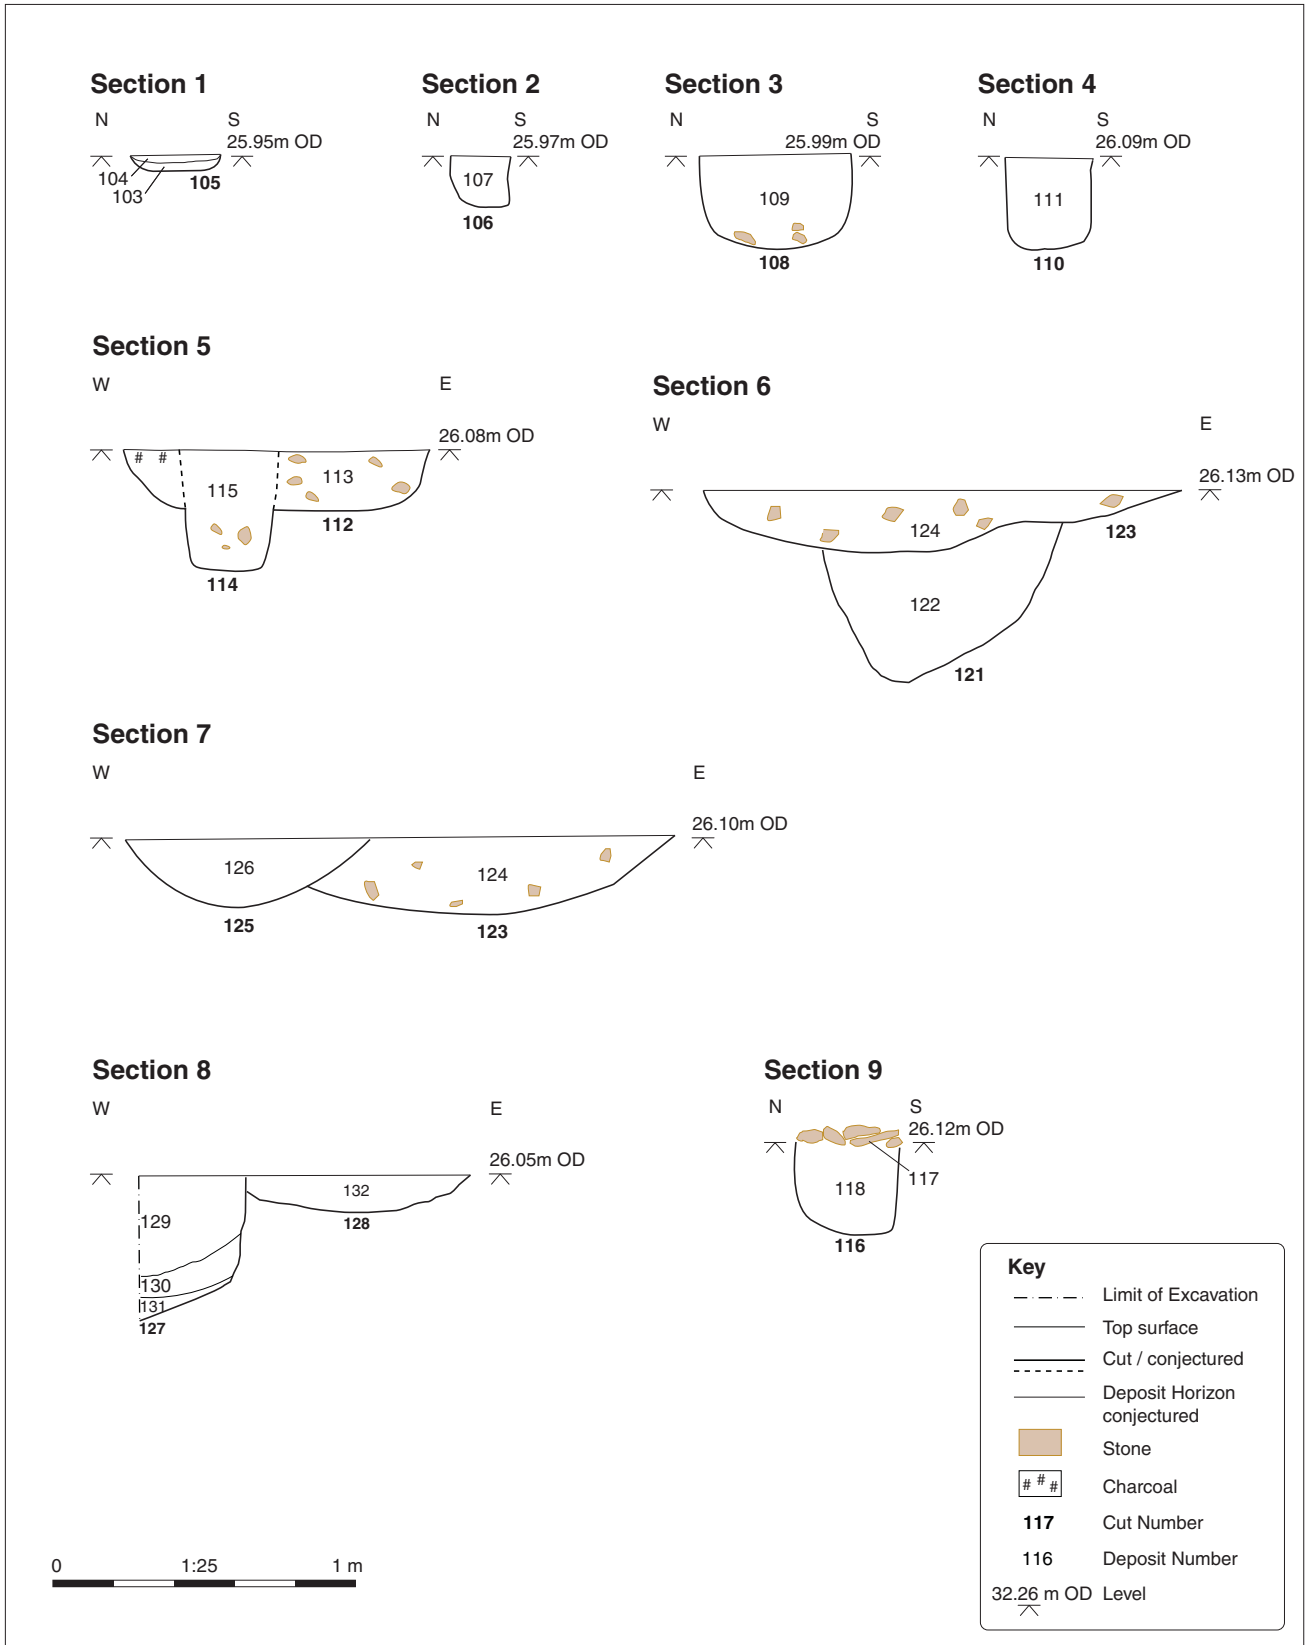 Section 1
N S
25.95m OD
104
103
105
Section 2
N S
25.97m OD
107
106
Section 3
N S
25.99m OD
109
108
Section 4
N S
26.09m OD
111
110
Section 5
W E
26.08m OD
# #
115
113
112
114
Section 6
W E
26.13m OD
124
123
122
121
Section 7
W E
26.10m OD
126
124
125
123
Section 8
W E
26.05m OD
132
128
129
130
131
127
Section 9
N S
26.12m OD
117
118
116
Key
Limit of Excavation
Top surface
Cut / conjectured
Deposit Horizon
conjectured
Stone
# # # Charcoal
117 Cut Number
116 Deposit Number
32.26 m OD Level
0 1:25 1 m